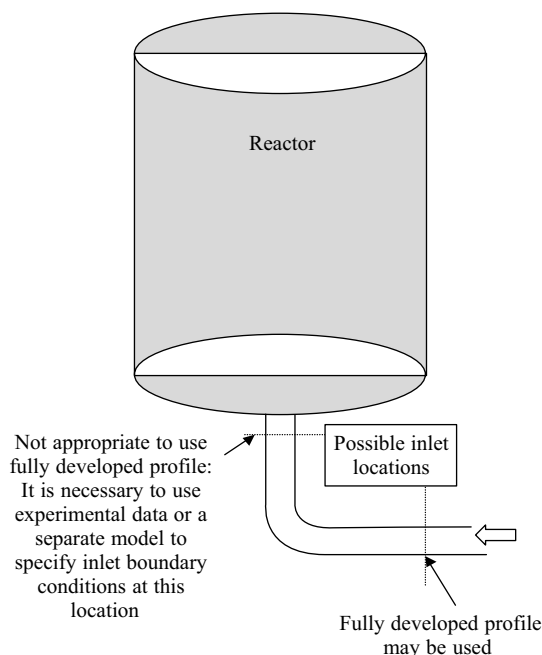 Reactor
Not appropriate to use
fully developed profile:
It is necessary to use
experimental data or a
separate model to
specify inlet boundary
conditions at this
location
Possible inlet
locations
Fully developed profile
may be used